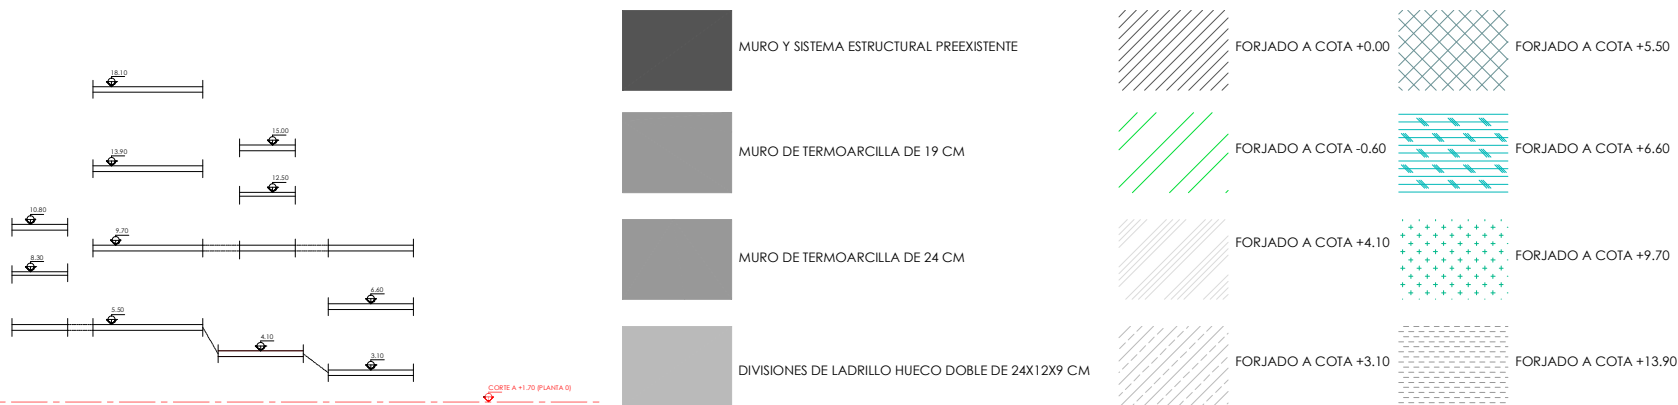 18.10
15.00
13.90
12.50
10.80
9.70
8.30
6.60
5.50
4.10
3.10
CORTE A +1.70 (PLANTA 0)
MURO Y SISTEMA ESTRUCTURAL PREEXISTENTE
MURO DE TERMOARCILLA DE 19 CM
MURO DE TERMOARCILLA DE 24 CM
DIVISIONES DE LADRILLO HUECO DOBLE DE 24X12X9 CM
FORJADO A COTA +0.00
FORJADO A COTA -0.60
FORJADO A COTA +4.10
FORJADO A COTA +3.10
FORJADO A COTA +5.50
FORJADO A COTA +6.60
FORJADO A COTA +9.70
FORJADO A COTA +13.90